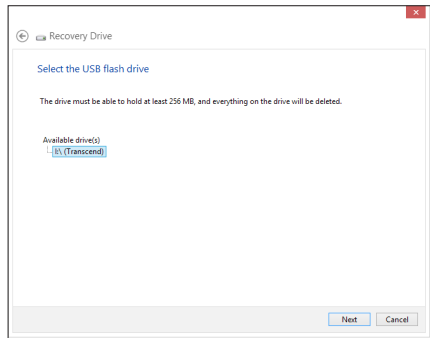 Recovery Drive
Select the USB flash drive
The drive must be able to hold at least 256 MB, and everything on the drive will be deleted.
Available drive(s)
I:\ (Transcend)
Next Cancel